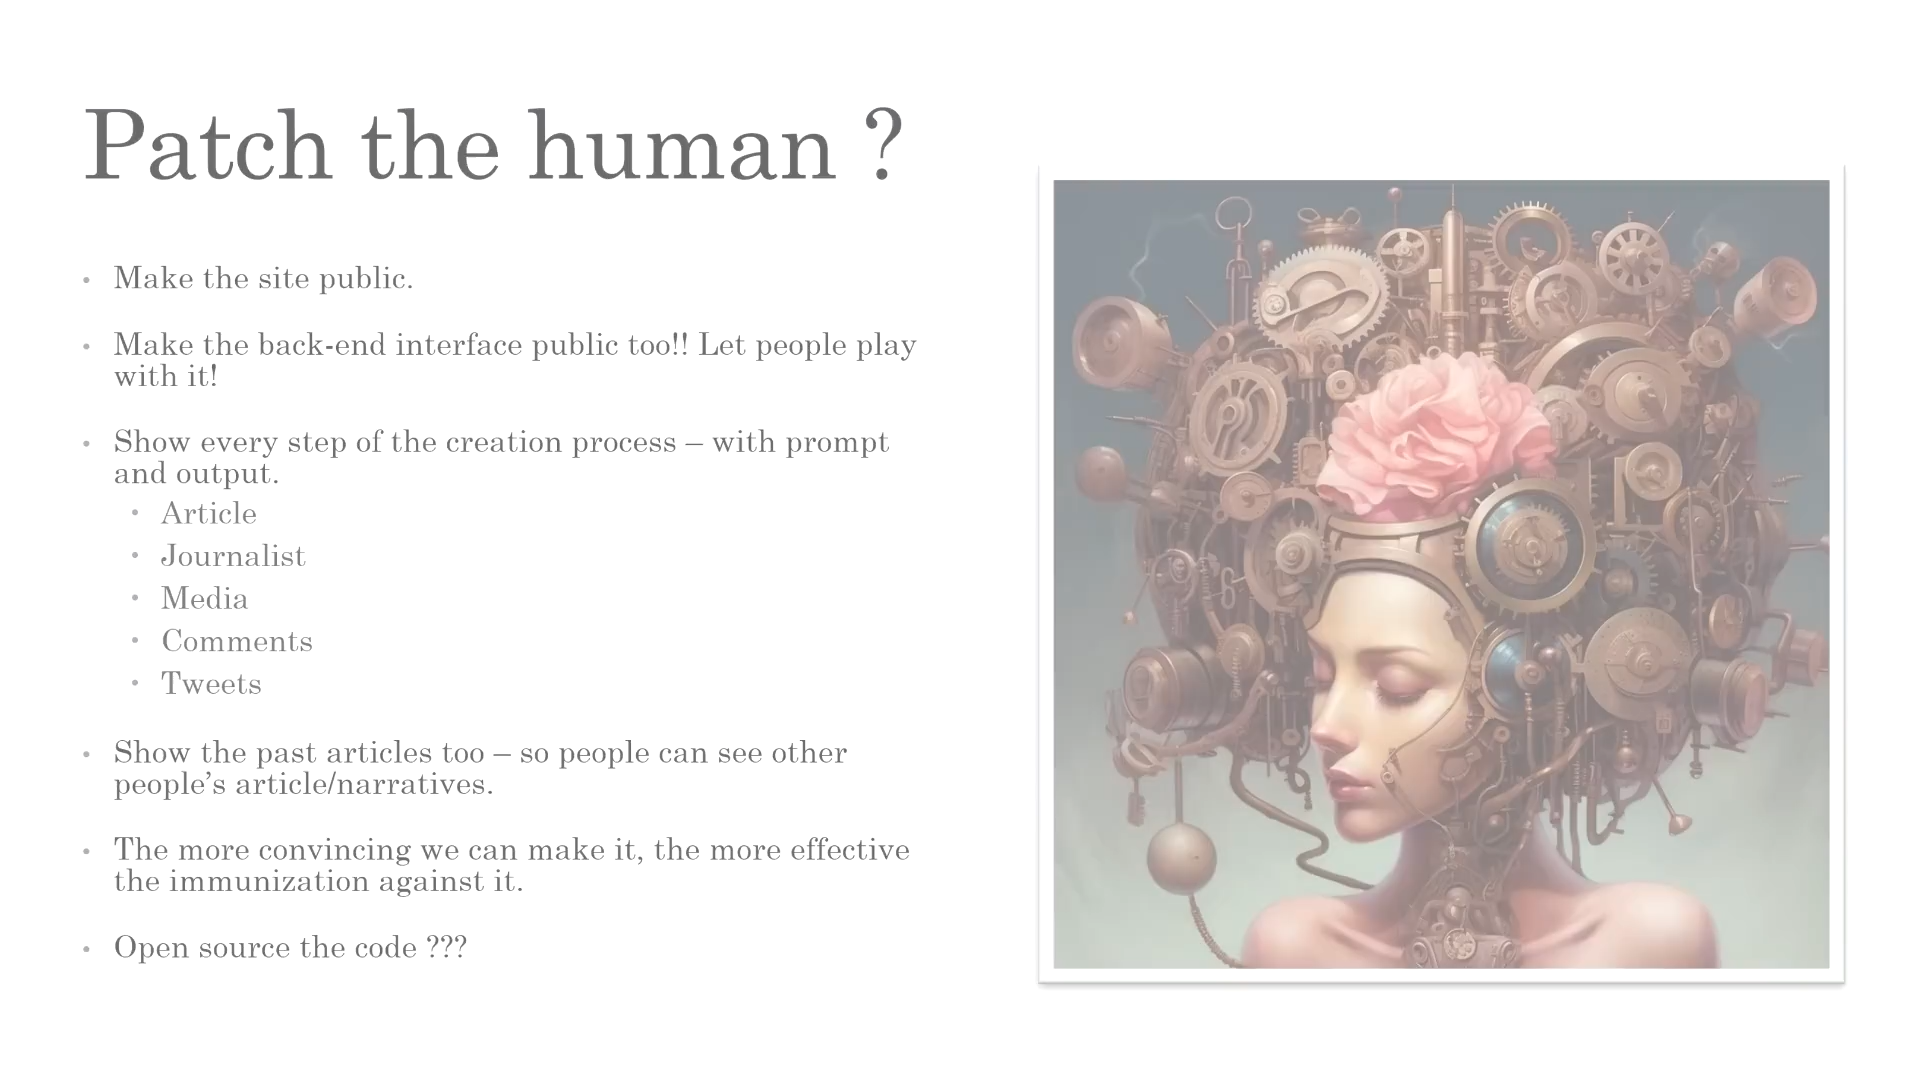 Patch the human ?
• Make the site public.
• Make the back-end interface public too!! Let people play
with it!
• Show every step of the creation process – with prompt
and output.
• Article
• Journalist
• Media
• Comments
• Tweets
• Show the past articles too – so people can see other
people’s article/narratives.
• The more convincing we can make it, the more effective
the immunization against it.
• Open source the code ???